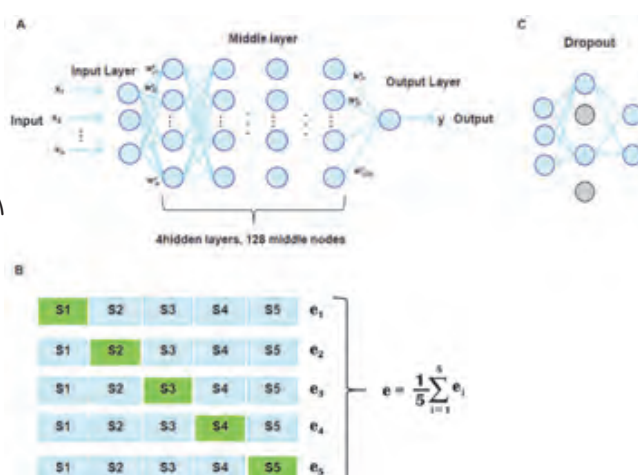 A
C
Middle layer
Dropout
Input Layer
Output Layer
Input
y Output
4hidden layers, 128 middle nodes
B
S1 S2 S3 S4 S5 e₁
S1 S2 S3 S4 S5 e₂
S1 S2 S3 S4 S5 e₃
S1 S2 S3 S4 S5 e₄
S1 S2 S3 S4 S5 e₅
e = 1/5 ∑ i=1 5 eᵢ